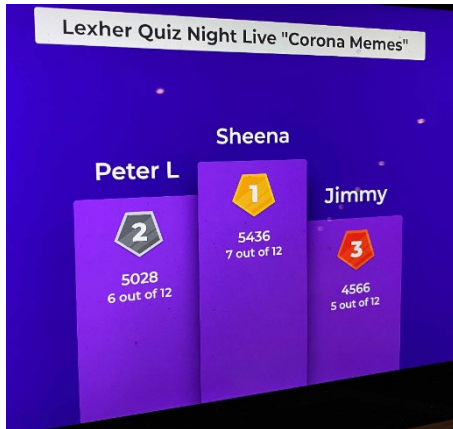 Lexher Quiz Night Live "Corona Memes"
Sheena
1
5436
7 out of 12
Peter L
2
5028
6 out of 12
Jimmy
3
4566
5 out of 12